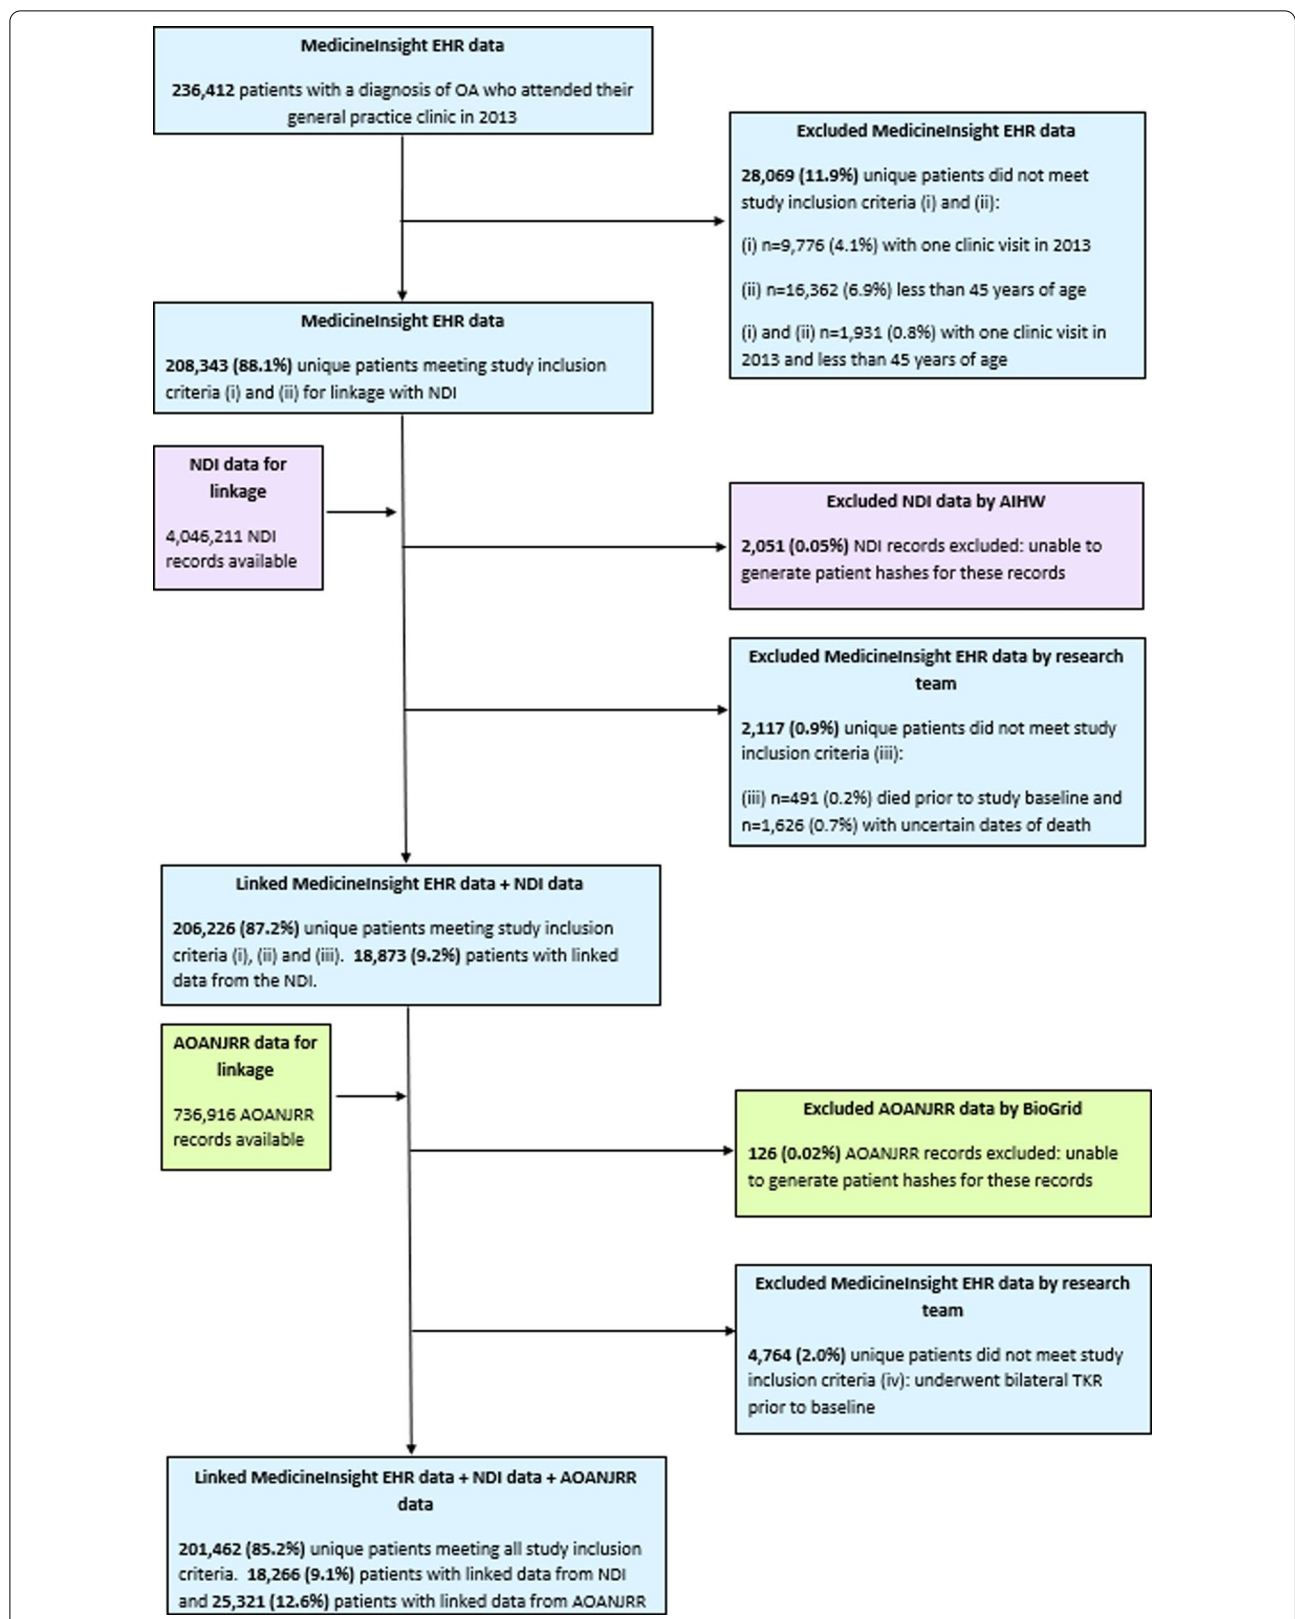 MedicineInsight EHR data
236,412 patients with a diagnosis of OA who attended their
general practice clinic in 2013
Excluded MedicineInsight EHR data
28,069 (11.9%) unique patients did not meet
study inclusion criteria (i) and (ii):
(i) n=9,776 (4.1%) with one clinic visit in 2013
(ii) n=16,362 (6.9%) less than 45 years of age
(i) and (ii) n=1,931 (0.8%) with one clinic visit in
2013 and less than 45 years of age
MedicineInsight EHR data
208,343 (88.1%) unique patients meeting study inclusion
criteria (i) and (ii) for linkage with NDI
NDI data for
linkage
4,046,211 NDI
records available
Excluded NDI data by AIHW
2,051 (0.05%) NDI records excluded: unable to
generate patient hashes for these records
Excluded MedicineInsight EHR data by research
team
2,117 (0.9%) unique patients did not meet study
inclusion criteria (iii):
(iii) n=491 (0.2%) died prior to study baseline and
n=1,626 (0.7%) with uncertain dates of death
Linked MedicineInsight EHR data + NDI data
206,226 (87.2%) unique patients meeting study inclusion
criteria (i), (ii) and (iii).  18,873 (9.2%) patients with linked
data from the NDI.
AOANJRR data for
linkage
736,916 AOANJRR
records available
Excluded AOANJRR data by BioGrid
126 (0.02%) AOANJRR records excluded: unable
to generate patient hashes for these records
Excluded MedicineInsight EHR data by research
team
4,764 (2.0%) unique patients did not meet study
inclusion criteria (iv): underwent bilateral TKR
prior to baseline
Linked MedicineInsight EHR data + NDI data + AOANJRR
data
201,462 (85.2%) unique patients meeting all study inclusion
criteria.  18,266 (9.1%) patients with linked data from NDI
and 25,321 (12.6%) patients with linked data from AOANJRR